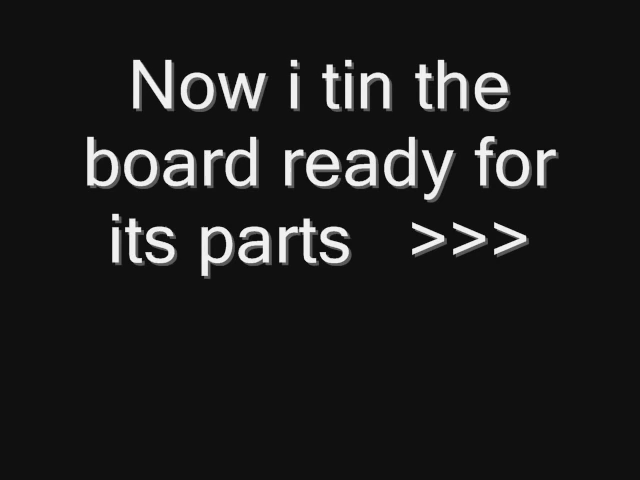 Now i tin the
board ready for
its parts   >>>